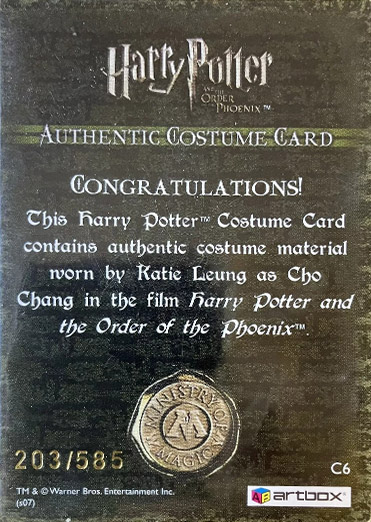 Harry Potter
AND THE
ORDER
OF THE
PHOENIX™
AUTHENTIC COSTUME CARD
CONGRATULATIONS!
This Harry Potter™ Costume Card
contains authentic costume material
worn by Katie Leung as Cho
Chang in the film Harry Potter and
the Order of the Phoenix™.
MINISTRY OF
MAGIC
M
203/585
C6
TM & © Warner Bros. Entertainment Inc.
(s07)
artbox